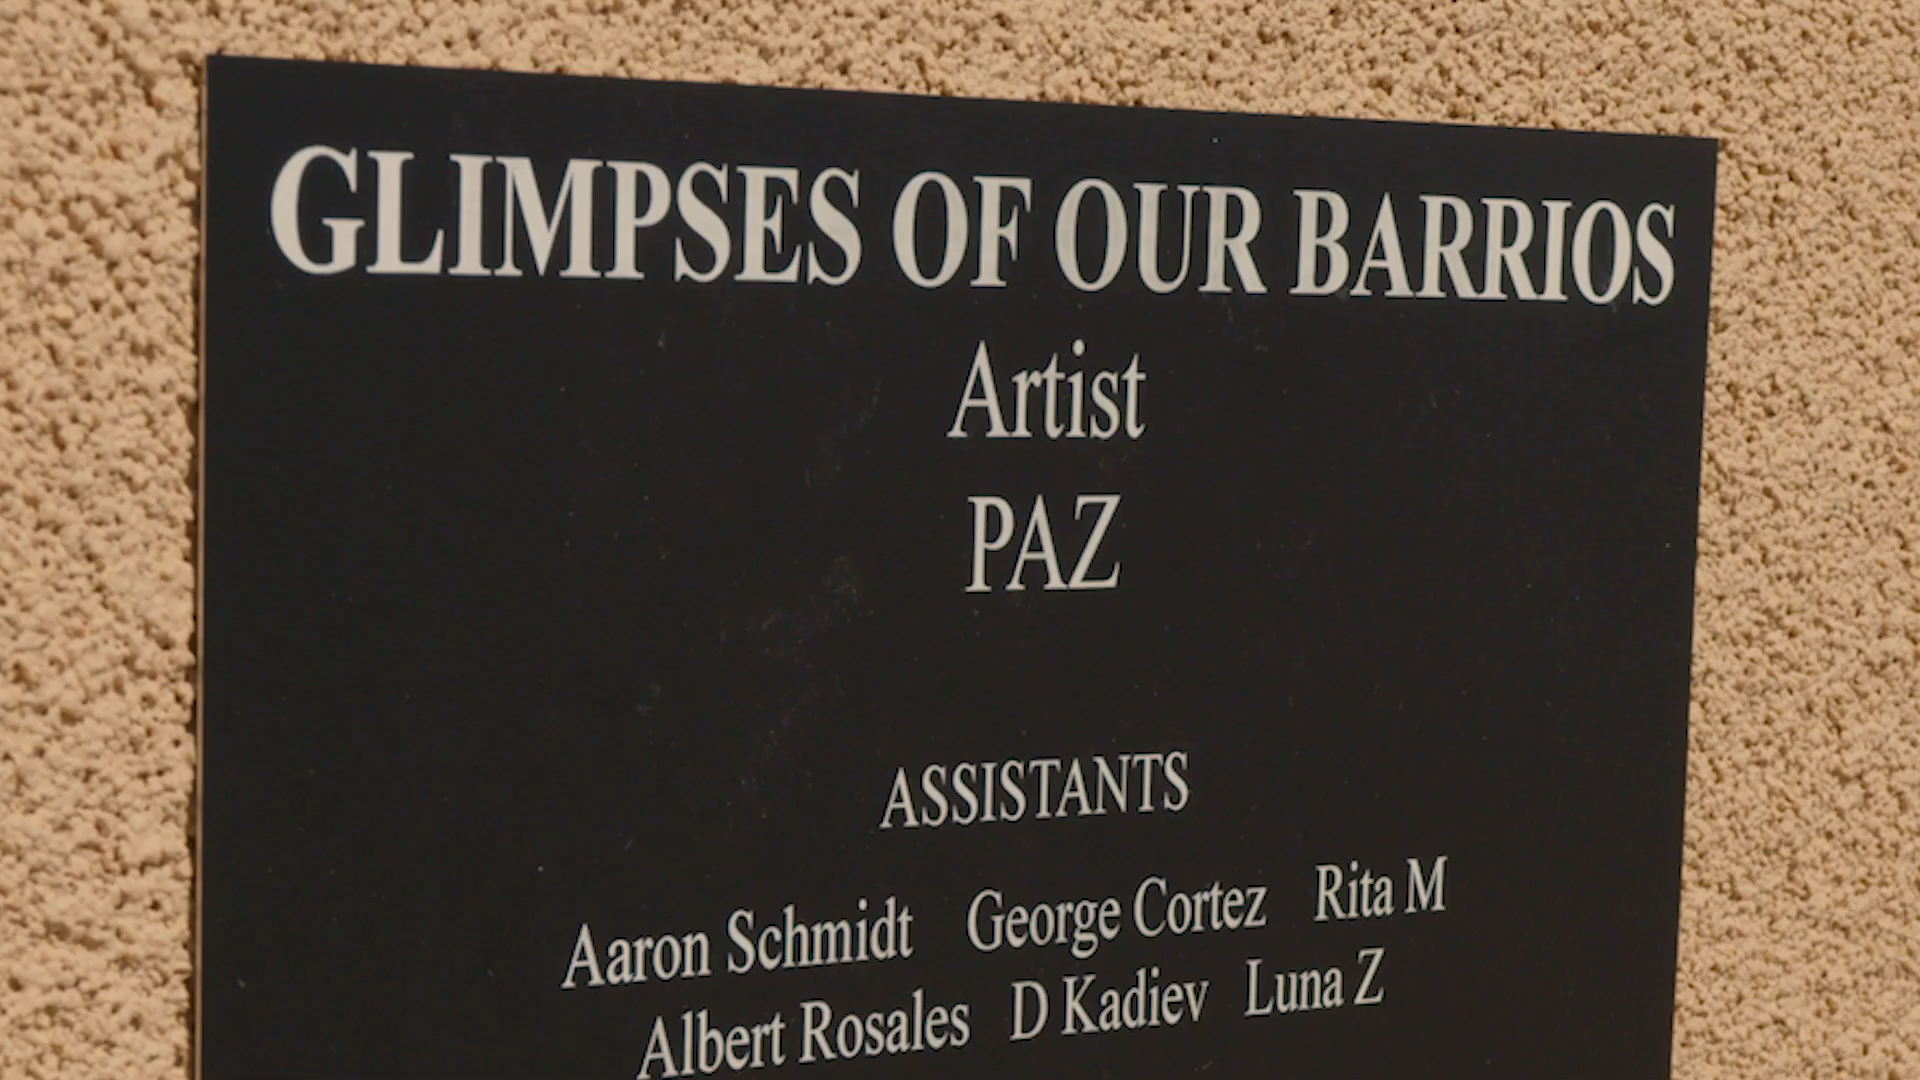 GLIMPSES OF OUR BARRIOS
Artist
PAZ
ASSISTANTS
Aaron Schmidt George Cortez Rita M
Albert Rosales D Kadiev Luna Z